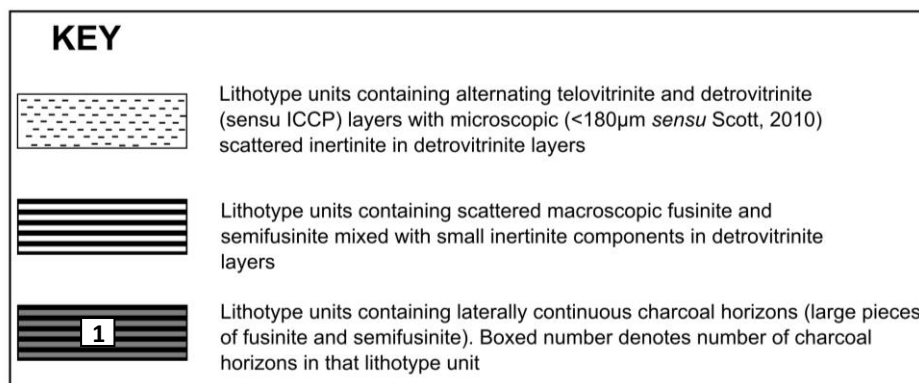 KEY
Lithotype units containing alternating telovitrinite and detrovitrinite
(sensu ICCP) layers with microscopic (<180µm sensu Scott, 2010)
scattered inertinite in detrovitrinite layers
Lithotype units containing scattered macroscopic fusinite and
semifusinite mixed with small inertinite components in detrovitrinite
layers
1
Lithotype units containing laterally continuous charcoal horizons (large pieces
of fusinite and semifusinite). Boxed number denotes number of charcoal
horizons in that lithotype unit